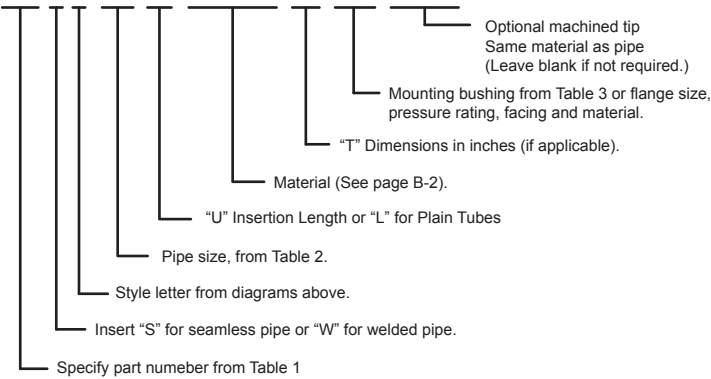 Optional machined tip
Same material as pipe
(Leave blank if not required.)
Mounting bushing from Table 3 or flange size,
pressure rating, facing and material.
“T” Dimensions in inches (if applicable).
Material (See page B-2).
“U” Insertion Length or “L” for Plain Tubes
Pipe size, from Table 2.
Style letter from diagrams above.
Insert “S” for seamless pipe or “W” for welded pipe.
Specify part numeber from Table 1